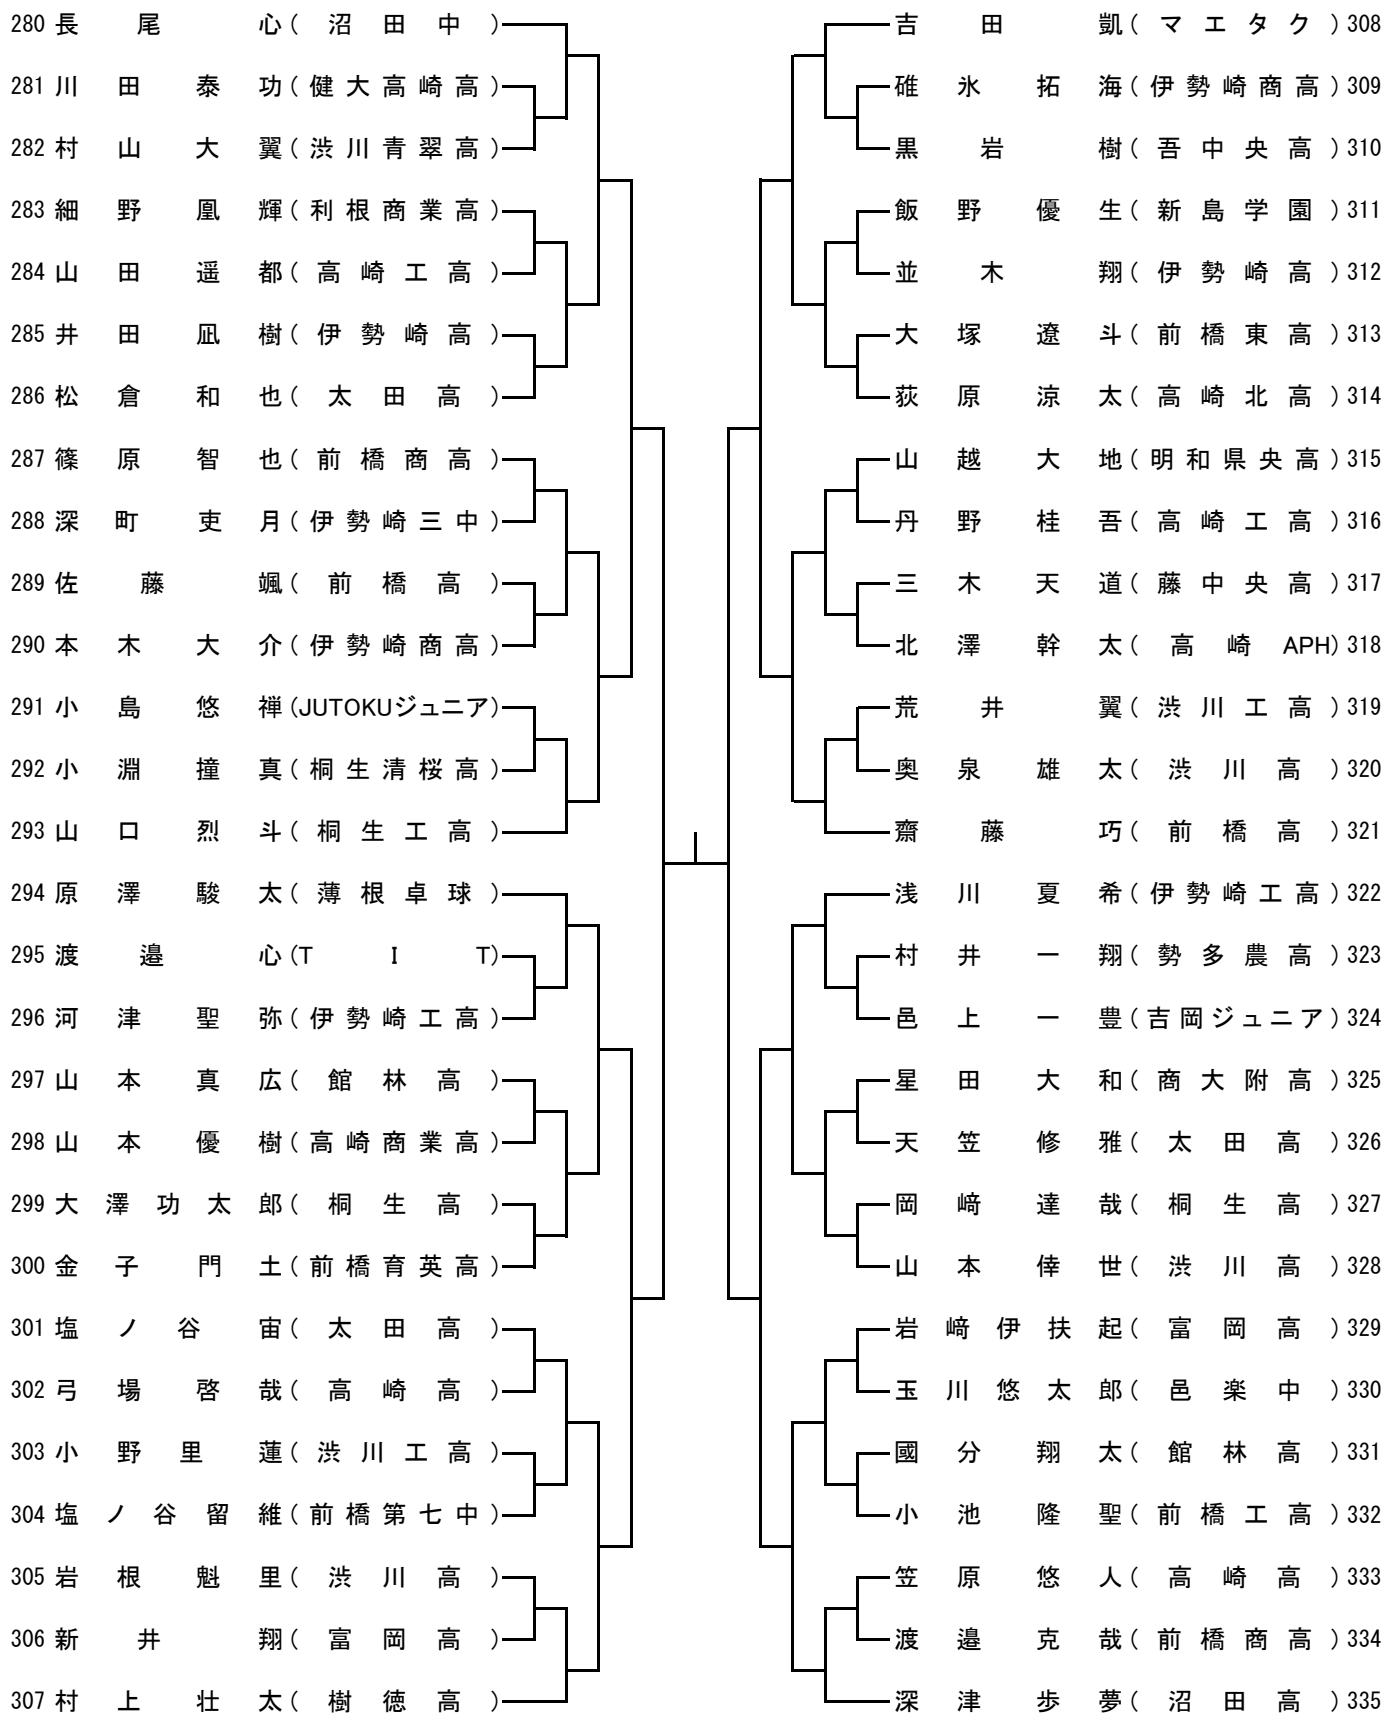 280 長尾心 (沼田中)
281 川田泰功 (健大高崎高)
282 村山大翼 (渋川青翠高)
283 細野凰輝 (利根商業高)
284 山田遥都 (高崎工高)
285 井田凪樹 (伊勢崎高)
286 松倉和也 (太田高)
287 篠原智也 (前橋商高)
288 深町吏月 (伊勢崎三中)
289 佐藤颯 (前橋高)
290 本木大介 (伊勢崎商高)
291 小島悠禅 (JUTOKUジュニア)
292 小淵撞真 (桐生清桜高)
293 山口烈斗 (桐生工高)
294 原澤駿太 (薄根卓球)
295 渡邉心 (TIT)
296 河津聖弥 (伊勢崎工高)
297 山本真広 (館林高)
298 山本優樹 (高崎商業高)
299 大澤功太郎 (桐生高)
300 金子門土 (前橋育英高)
301 塩ノ谷宙 (太田高)
302 弓場啓哉 (高崎高)
303 小野里蓮 (渋川工高)
304 塩ノ谷留維 (前橋第七中)
305 岩根魁里 (渋川高)
306 新井翔 (富岡高)
307 村上壮太 (樹徳高)
吉田凱 (マエタク) 308
碓氷拓海 (伊勢崎商高) 309
黒岩樹 (吾中央高) 310
飯野優生 (新島学園) 311
並木翔 (伊勢崎高) 312
大塚遼斗 (前橋東高) 313
荻原涼太 (高崎北高) 314
山越大地 (明和県央高) 315
丹野桂吾 (高崎工高) 316
三木天道 (藤中央高) 317
北澤幹太 (高崎APH) 318
荒井翼 (渋川工高) 319
奥泉雄太 (渋川高) 320
齋藤巧 (前橋高) 321
浅川夏希 (伊勢崎工高) 322
村井一翔 (勢多農高) 323
邑上一豊 (吉岡ジュニア) 324
星田大和 (商大附高) 325
天笠修雅 (太田高) 326
岡﨑達哉 (桐生高) 327
山本倖世 (渋川高) 328
岩﨑伊扶起 (富岡高) 329
玉川悠太郎 (邑楽中) 330
國分翔太 (館林高) 331
小池隆聖 (前橋工高) 332
笠原悠人 (高崎高) 333
渡邉克哉 (前橋商高) 334
深津歩夢 (沼田高) 335